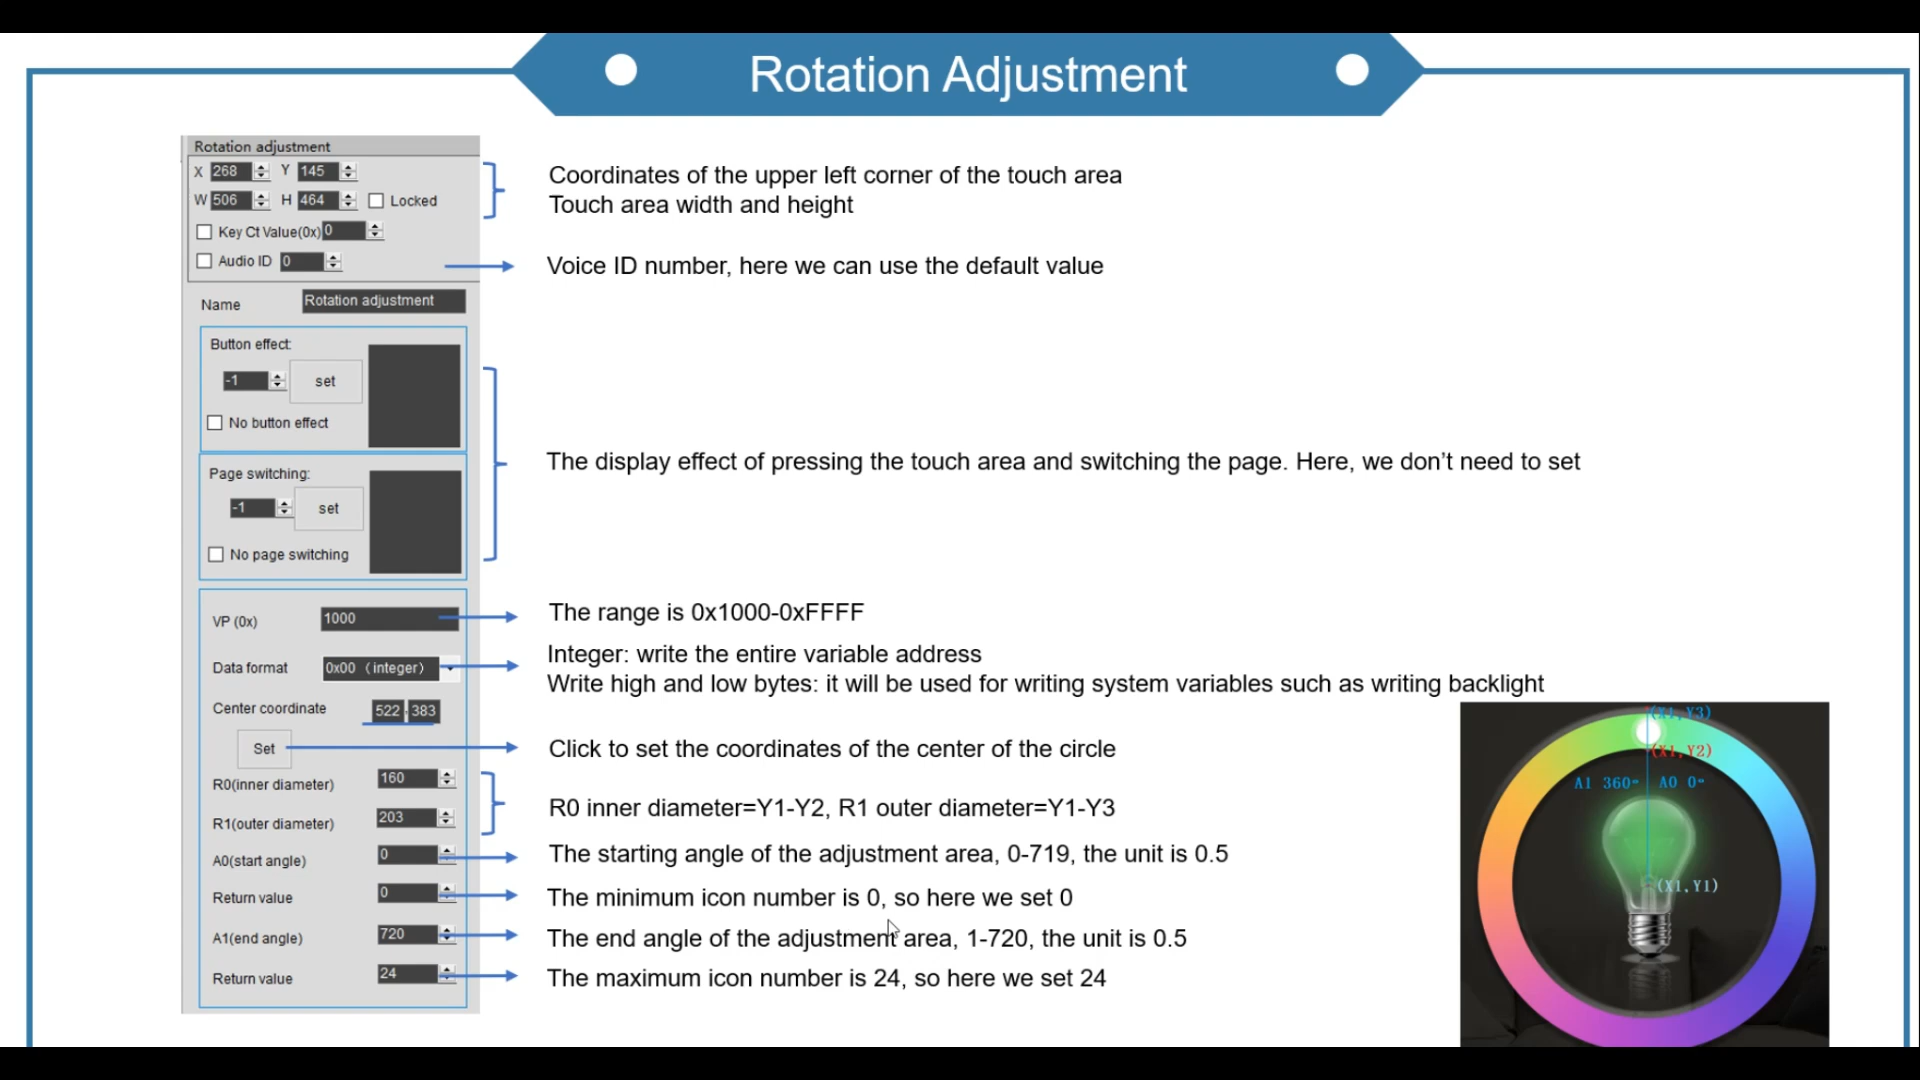 Rotation Adjustment
Rotation adjustment
X 268 Y 145
W 506 H 464 Locked
Key Ct Value(0x) 0
Audio ID 0
Coordinates of the upper left corner of the touch area
Touch area width and height
Voice ID number, here we can use the default value
Name Rotation adjustment
Button effect:
-1 set
No button effect
Page switching:
-1 set
No page switching
The display effect of pressing the touch area and switching the page. Here, we don’t need to set
VP (0x) 1000
The range is 0x1000-0xFFFF
Data format 0x00 (integer)
Integer: write the entire variable address
Write high and low bytes: it will be used for writing system variables such as writing backlight
Center coordinate 522 383
Set
Click to set the coordinates of the center of the circle
R0(inner diameter) 160
R1(outer diameter) 203
R0 inner diameter=Y1-Y2, R1 outer diameter=Y1-Y3
A0(start angle) 0
The starting angle of the adjustment area, 0-719, the unit is 0.5
Return value 0
The minimum icon number is 0, so here we set 0
A1(end angle) 720
The end angle of the adjustment area, 1-720, the unit is 0.5
Return value 24
The maximum icon number is 24, so here we set 24
(X1,Y3)
(X1,Y2)
A1 360° A0 0°
(X1,Y1)